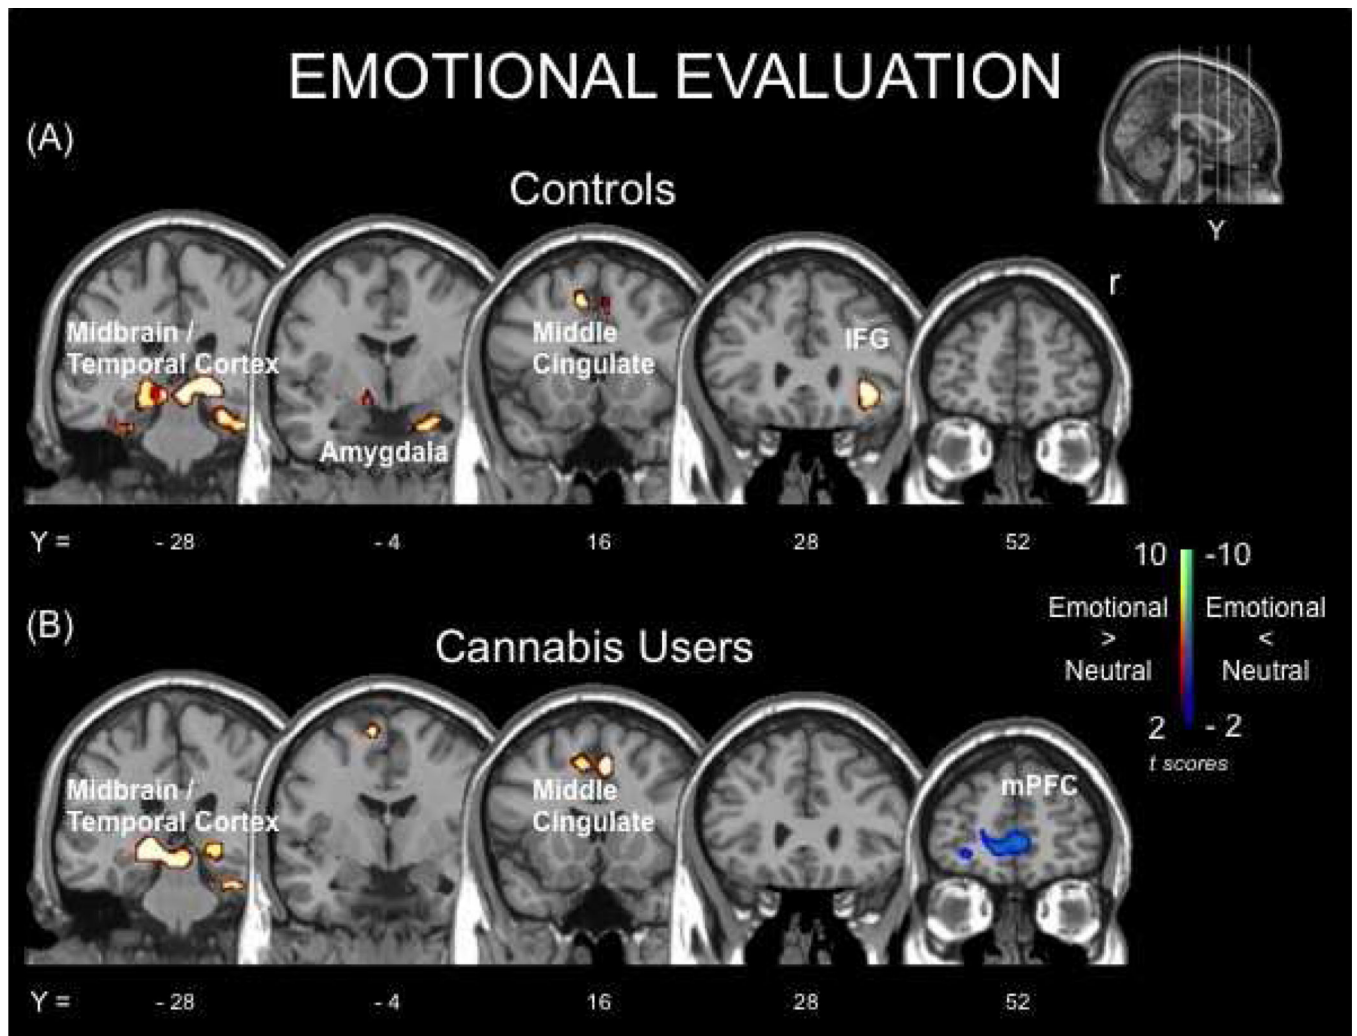 EMOTIONAL EVALUATION
(A)
Controls
Y
r
Midbrain /
Temporal Cortex
Amygdala
Middle
Cingulate
IFG
Y = - 28 - 4 16 28 52
10 -10
Emotional Emotional
> <
Neutral Neutral
2 - 2
t scores
(B)
Cannabis Users
Midbrain /
Temporal Cortex
Middle
Cingulate
mPFC
Y = - 28 - 4 16 28 52